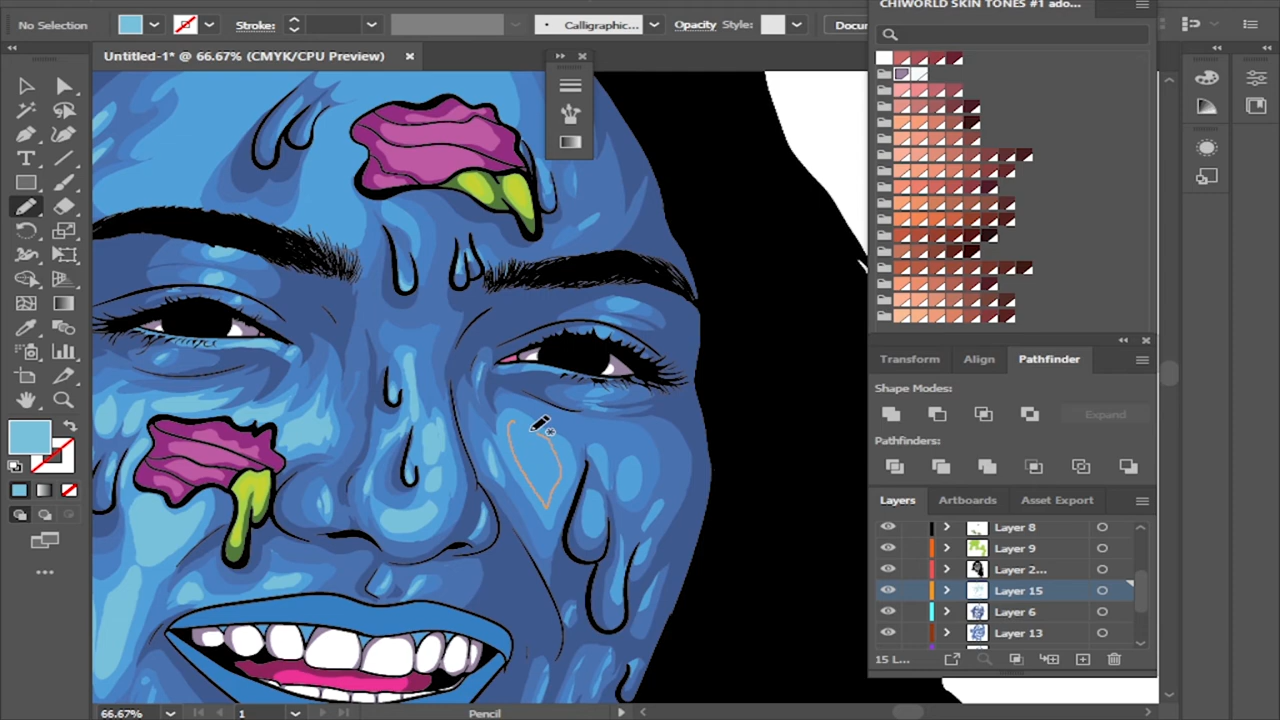 No Selection
Stroke:
Calligraphic...
Opacity
Style:
Docum
CHIWORLD SKIN TONES #1 ado...
Untitled-1* @ 66.67% (CMYK/CPU Preview)
Transform
Align
Pathfinder
Shape Modes:
Expand
Pathfinders:
Layers
Artboards
Asset Export
Layer 8
Layer 9
Layer 2...
Layer 15
Layer 6
Layer 13
15 L...
66.67%
1
Pencil